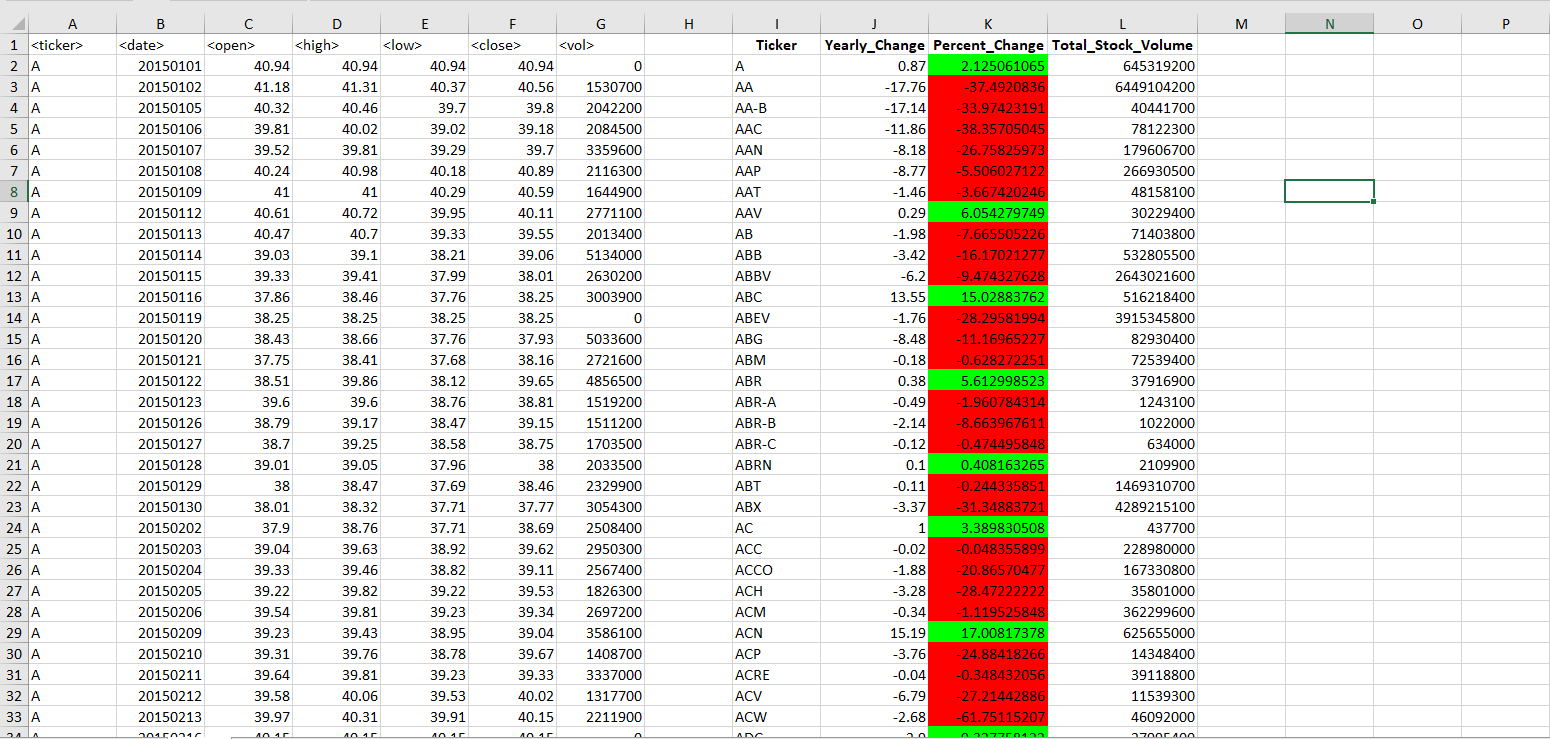 A B C D E F G H I J K L M N O P
1 <ticker> <date> <open> <high> <low> <close> <vol> Ticker Yearly_Change Percent_Change Total_Stock_Volume
2 A 20150101 40.94 40.94 40.94 40.94 0 A 0.87 2.125061065 645319200
3 A 20150102 41.18 41.31 40.37 40.56 1530700 AA -17.76 -37.4920836 6449104200
4 A 20150105 40.32 40.46 39.7 39.8 2042200 AA-B -17.14 -33.97423191 40441700
5 A 20150106 39.81 40.02 39.02 39.18 2084500 AAC -11.86 -38.35705045 78122300
6 A 20150107 39.52 39.81 39.29 39.7 3359600 AAN -8.18 -26.75825973 179606700
7 A 20150108 40.24 40.98 40.18 40.89 2116300 AAP -8.77 -5.506027122 266930500
8 A 20150109 41 41 40.29 40.59 1644900 AAT -1.46 -3.667420246 48158100
9 A 20150112 40.61 40.72 39.95 40.11 2771100 AAV 0.29 6.054279749 30229400
10 A 20150113 40.47 40.7 39.33 39.55 2013400 AB -1.98 -7.665505226 71403800
11 A 20150114 39.03 39.1 38.21 39.06 5134000 ABB -3.42 -16.17021277 532805500
12 A 20150115 39.33 39.41 37.99 38.01 2630200 ABBV -6.2 -9.474327628 2643021600
13 A 20150116 37.86 38.46 37.76 38.25 3003900 ABC 13.55 15.02883762 516218400
14 A 20150119 38.25 38.25 38.25 38.25 0 ABEV -1.76 -28.29581994 3915345800
15 A 20150120 38.43 38.66 37.76 37.93 5033600 ABG -8.48 -11.16965227 82930400
16 A 20150121 37.75 38.41 37.68 38.16 2721600 ABM -0.18 -0.628272251 72539400
17 A 20150122 38.51 39.86 38.12 39.65 4856500 ABR 0.38 5.612998523 37916900
18 A 20150123 39.6 39.6 38.76 38.81 1519200 ABR-A -0.49 -1.960784314 1243100
19 A 20150126 38.79 39.17 38.47 39.15 1511200 ABR-B -2.14 -8.663967611 1022000
20 A 20150127 38.7 39.25 38.58 38.75 1703500 ABR-C -0.12 -0.474495848 634000
21 A 20150128 39.01 39.05 37.96 38 2033500 ABRN 0.1 0.408163265 2109900
22 A 20150129 38 38.47 37.69 38.46 2329900 ABT -0.11 -0.244335851 1469310700
23 A 20150130 38.01 38.32 37.71 37.77 3054300 ABX -3.37 -31.34883721 4289215100
24 A 20150202 37.9 38.76 37.71 38.69 2508400 AC 1 3.389830508 437700
25 A 20150203 39.04 39.63 38.92 39.62 2950300 ACC -0.02 -0.048355899 228980000
26 A 20150204 39.33 39.46 38.82 39.11 2567400 ACCO -1.88 -20.86570477 167330800
27 A 20150205 39.22 39.82 39.22 39.53 1826300 ACH -3.28 -28.47222222 35801000
28 A 20150206 39.54 39.81 39.23 39.34 2697200 ACM -0.34 -1.119525848 362299600
29 A 20150209 39.23 39.43 38.95 39.04 3586100 ACN 15.19 17.00817378 625655000
30 A 20150210 39.31 39.76 38.78 39.67 1408700 ACP -3.76 -24.88418266 14348400
31 A 20150211 39.64 39.81 39.23 39.33 3337000 ACRE -0.04 -0.348432056 39118800
32 A 20150212 39.58 40.06 39.53 40.02 1317700 ACV -6.79 -27.21442886 11539300
33 A 20150213 39.97 40.31 39.91 40.15 2211900 ACW -2.68 -61.75115207 46092000